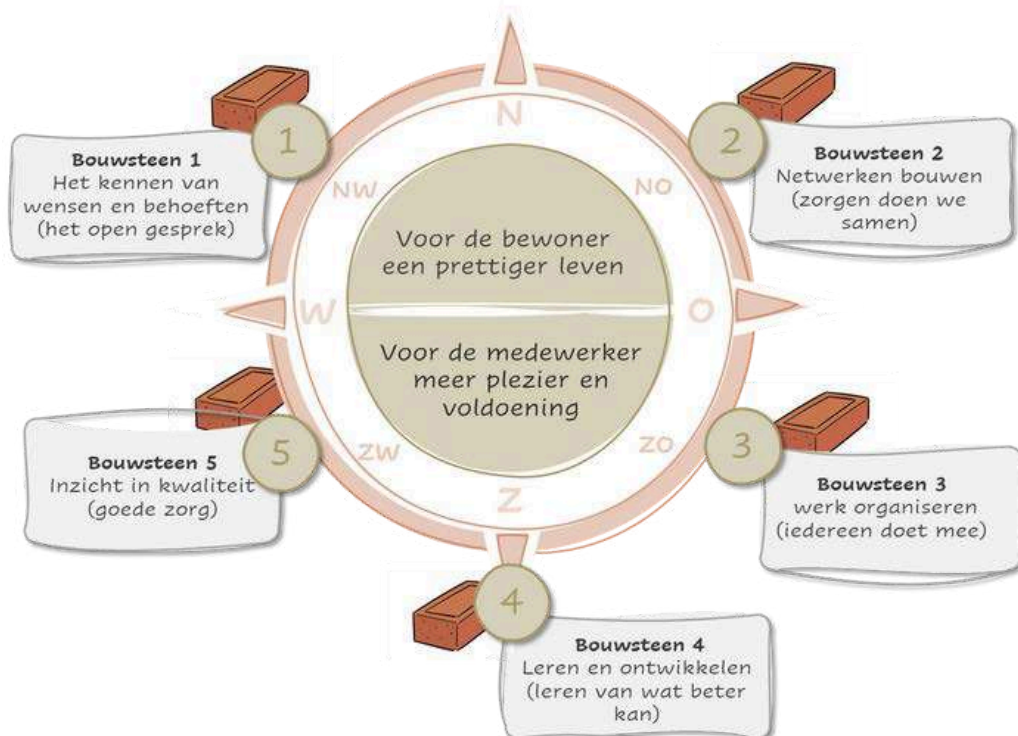 N
1
2
Bouwsteen 1
Het kennen van
wensen en behoeften
(het open gesprek)
Bouwsteen 2
Netwerken bouwen
(zorgen doen we
samen)
NW
NO
Voor de bewoner
een prettiger leven
W
O
Voor de medewerker
meer plezier en
voldoening
5
3
ZW
ZO
Bouwsteen 5
Inzicht in kwaliteit
(goede zorg)
Bouwsteen 3
werk organiseren
(iedereen doet mee)
Z
4
Bouwsteen 4
Leren en ontwikkelen
(leren van wat beter
kan)